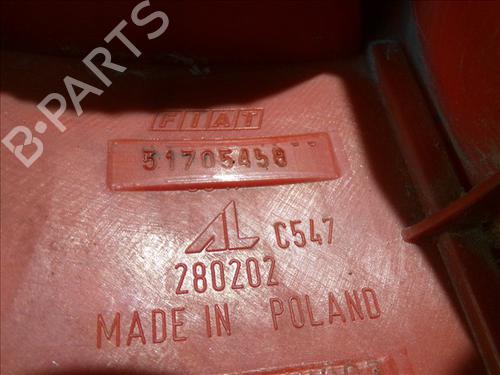 B-PARTS
FIAT
51705458
AL C547
280202
MADE IN POLAND